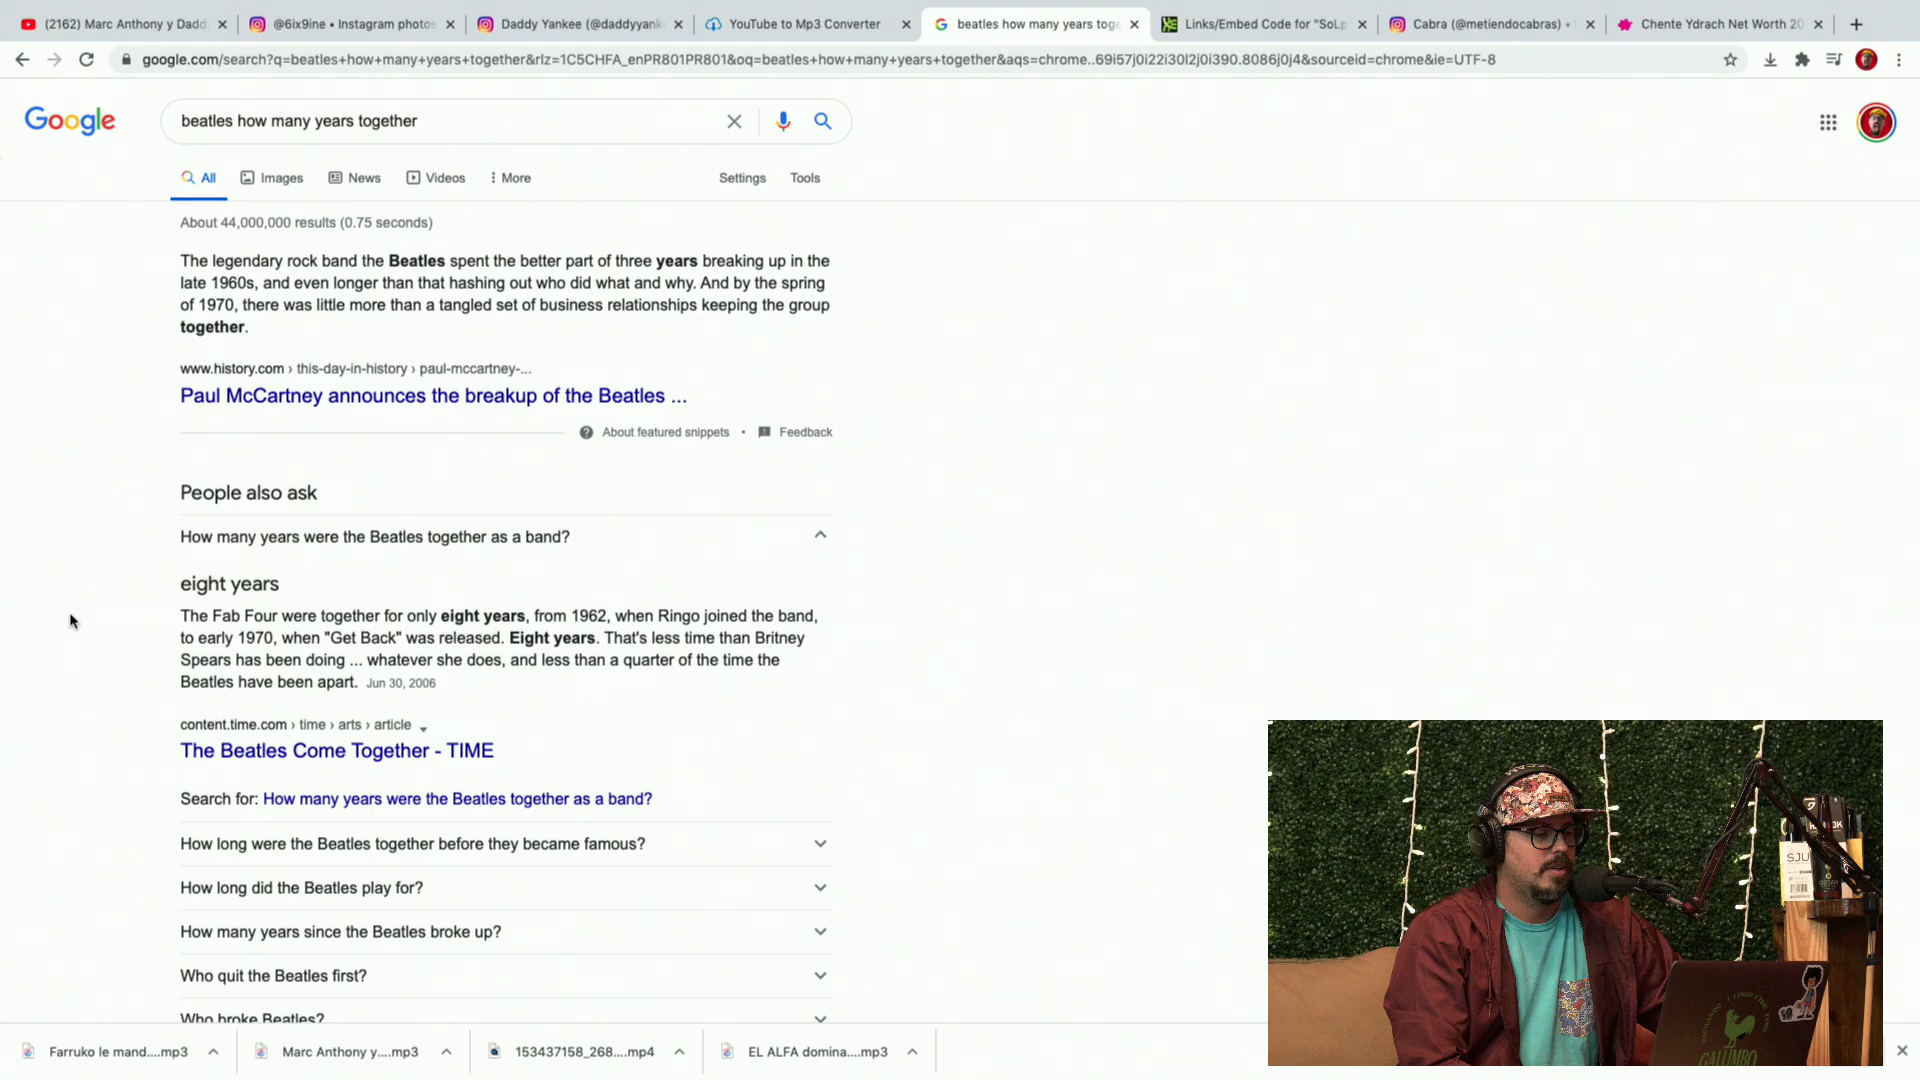 (2162) Marc Anthony y Dadd
@6ix9ine • Instagram photos
Daddy Yankee (@daddyyank
YouTube to Mp3 Converter
beatles how many years toge
Links/Embed Code for "SoLp
Cabra (@metiendocabras) •
Chente Ydrach Net Worth 20
google.com/search?q=beatles+how+many+years+together&rlz=1C5CHFA_enPR801PR801&oq=beatles+how+many+years+together&aqs=chrome..69i57j0i22i30l2j0i390.8086j0j4&sourceid=chrome&ie=UTF-8
Google
beatles how many years together
All Images News Videos More Settings Tools
About 44,000,000 results (0.75 seconds)
The legendary rock band the Beatles spent the better part of three years breaking up in the
late 1960s, and even longer than that hashing out who did what and why. And by the spring
of 1970, there was little more than a tangled set of business relationships keeping the group
together.
www.history.com › this-day-in-history › paul-mccartney-...
Paul McCartney announces the breakup of the Beatles ...
About featured snippets • Feedback
People also ask
How many years were the Beatles together as a band?
eight years
The Fab Four were together for only eight years, from 1962, when Ringo joined the band,
to early 1970, when "Get Back" was released. Eight years. That's less time than Britney
Spears has been doing ... whatever she does, and less than a quarter of the time the
Beatles have been apart. Jun 30, 2006
content.time.com › time › arts › article
The Beatles Come Together - TIME
Search for: How many years were the Beatles together as a band?
How long were the Beatles together before they became famous?
How long did the Beatles play for?
How many years since the Beatles broke up?
Who quit the Beatles first?
Who broke Beatles?
SJU
GALLIMBO
Farruko le mand....mp3
Marc Anthony y....mp3
153437158_268....mp4
EL ALFA domina....mp3